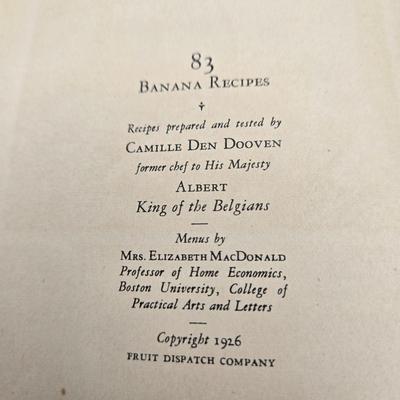 83
BANANA RECIPES
Recipes prepared and tested by
CAMILLE DEN DOOVEN
former chef to His Majesty
ALBERT
King of the Belgians
Menus by
MRS. ELIZABETH MACDONALD
Professor of Home Economics,
Boston University, College of
Practical Arts and Letters
Copyright 1926
FRUIT DISPATCH COMPANY